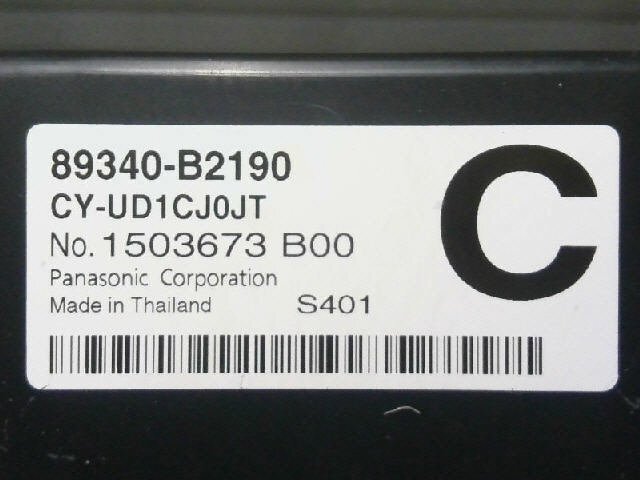 89340-B2190
C
CY-UD1CJ0JT
No. 1503673 B00
Panasonic Corporation
Made in Thailand S401